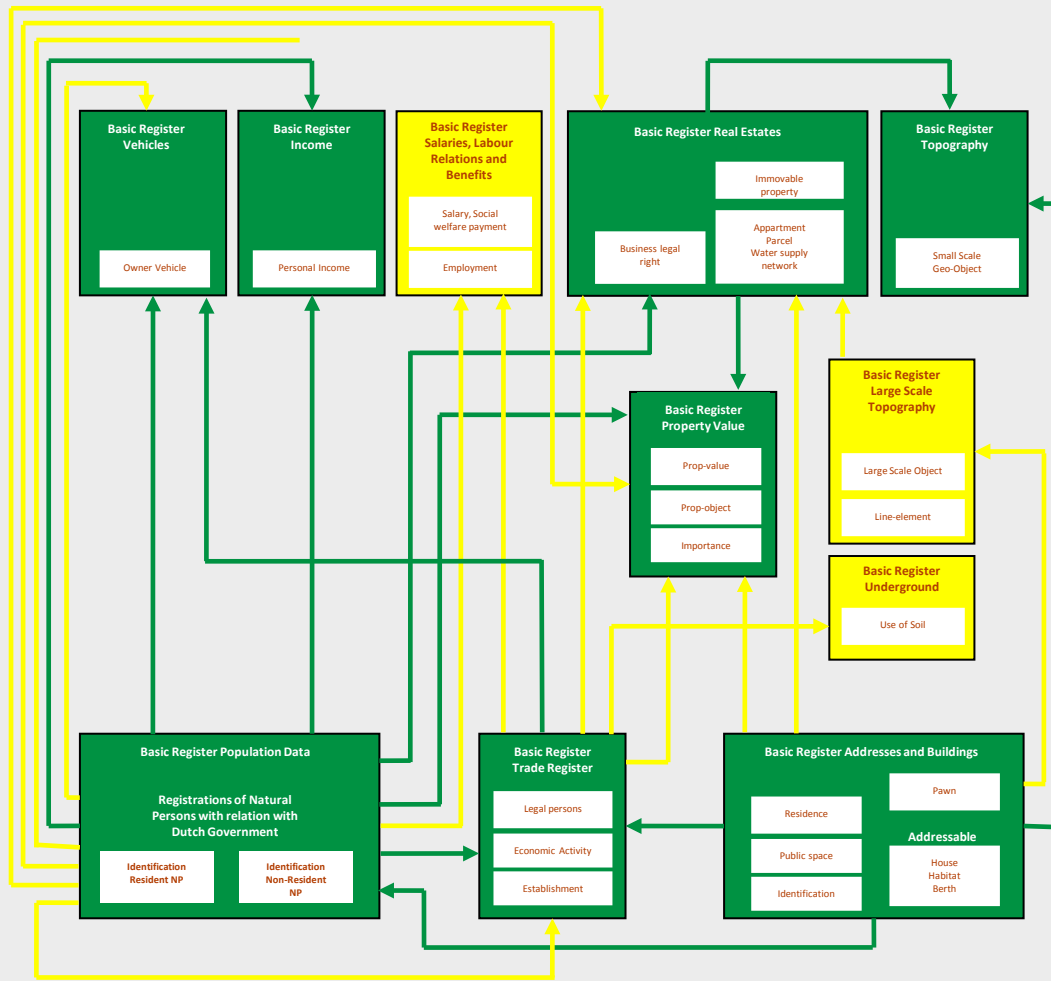 Basic Register
Vehicles
Owner Vehicle
Basic Register
Income
Personal Income
Basic Register
Salaries, Labour
Relations and
Benefits
Salary, Social
welfare payment
Employment
Basic Register Real Estates
Immovable
property
Business legal
right
Appartment
Parcel
Water supply
network
Basic Register
Topography
Small Scale
Geo-Object
Basic Register
Property Value
Prop-value
Prop-object
Importance
Basic Register
Large Scale
Topography
Large Scale Object
Line-element
Basic Register
Underground
Use of Soil
Basic Register Population Data
Registrations of Natural
Persons with relation with
Dutch Government
Identification
Resident NP
Identification
Non-Resident
NP
Basic Register
Trade Register
Legal persons
Economic Activity
Establishment
Basic Register Addresses and Buildings
Residence
Public space
Identification
Pawn
Addressable
House
Habitat
Berth